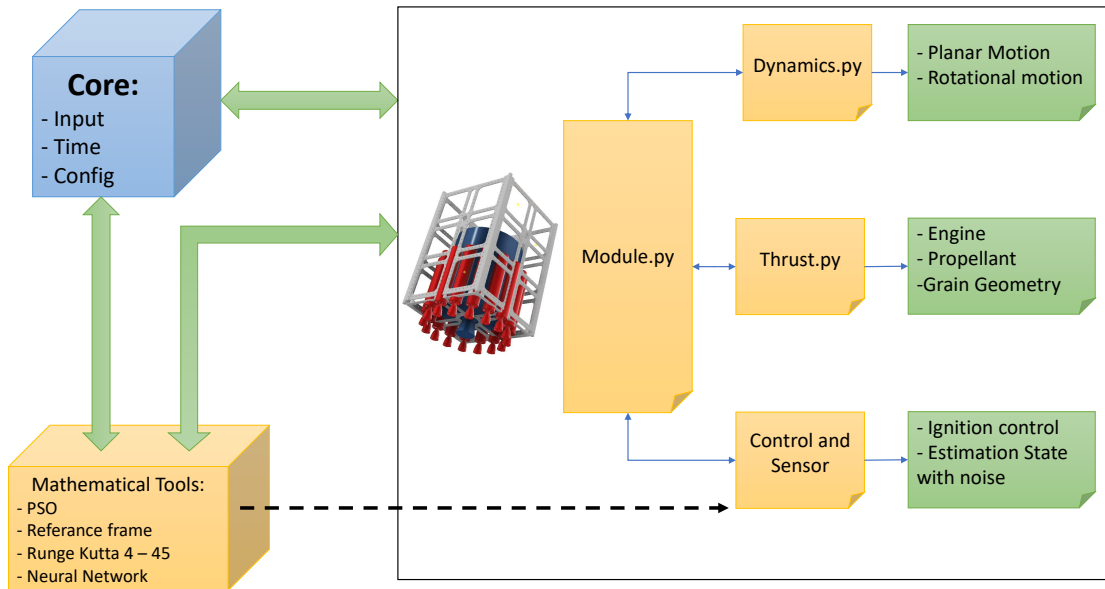 Core:
- Input
- Time
- Config
Mathematical Tools:
- PSO
- Referance frame
- Runge Kutta 4 – 45
- Neural Network
Module.py
Dynamics.py
- Planar Motion
- Rotational motion
Thrust.py
- Engine
- Propellant
-Grain Geometry
Control and
Sensor
- Ignition control
- Estimation State
with noise